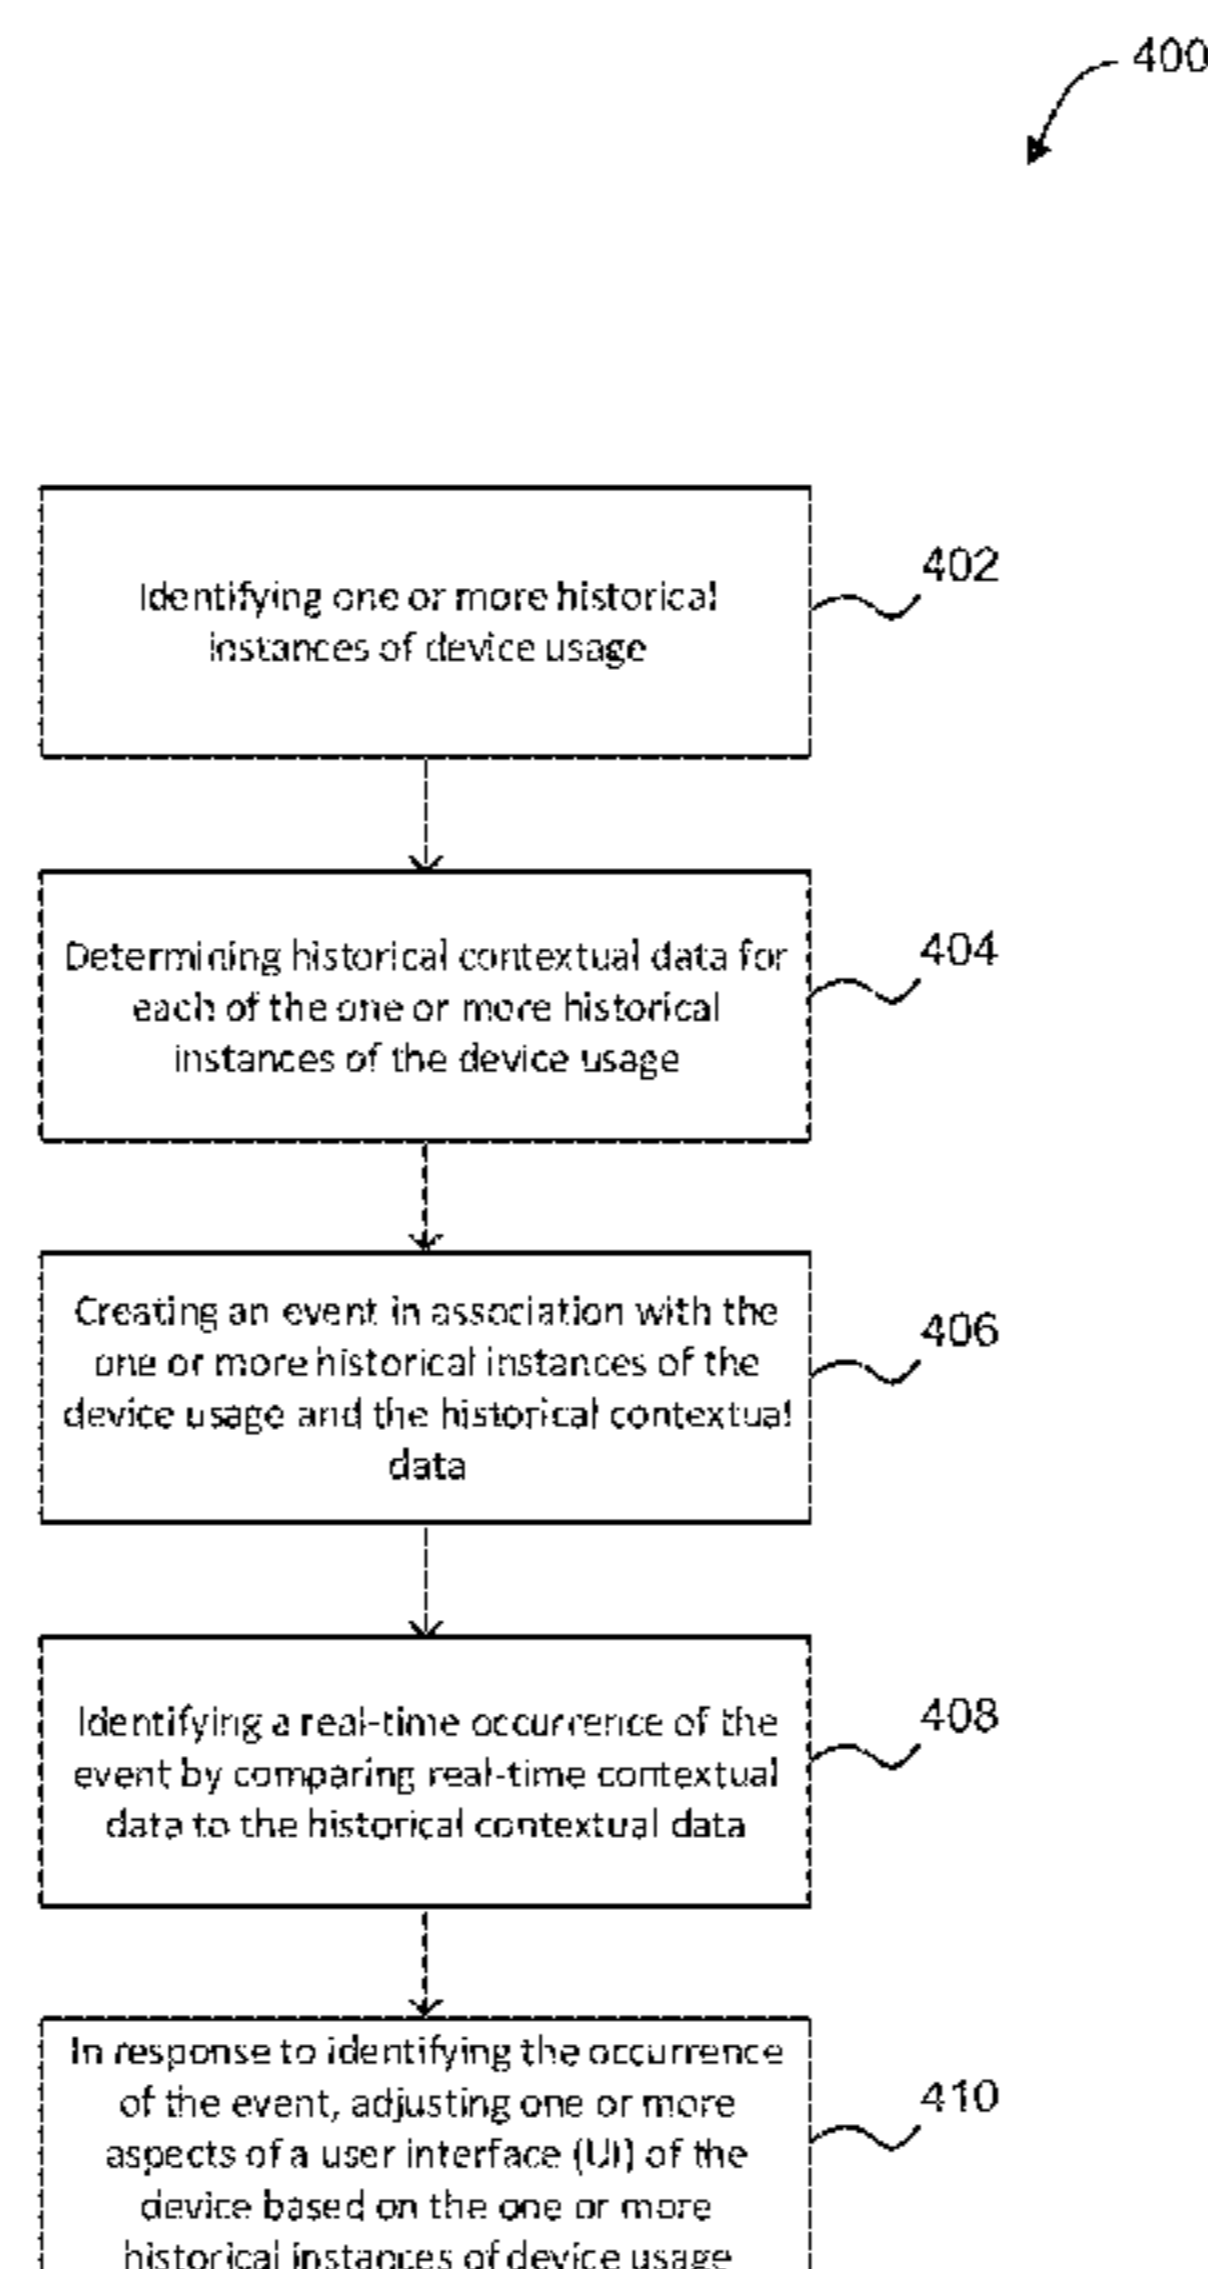 400
Identifying one or more historical
instances of device usage
402
Determining historical contextual data for
each of the one or more historical
instances of the device usage
404
Creating an event in association with the
one or more historical instances of the
device usage and the historical contextual
data
406
Identifying a real-time occurrence of the
event by comparing real-time contextual
data to the historical contextual data
408
In response to identifying the occurrence
of the event, adjusting one or more
aspects of a user interface (UI) of the
device based on the one or more
historical instances of device usage
410